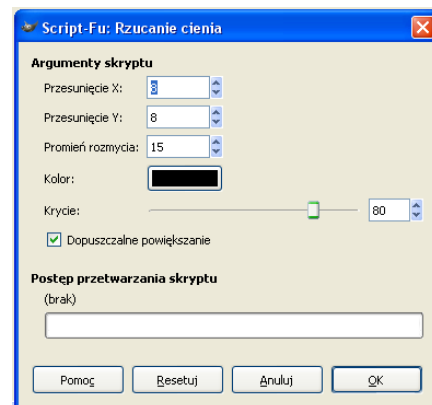 Script-Fu: Rzucanie cienia
Argumenty skryptu
Przesunięcie X: 8
Przesunięcie Y: 8
Promień rozmycia: 15
Kolor:
Krycie: 80
Dopuszczalne powiększanie
Postęp przetwarzania skryptu
(brak)
Pomoc Resetuj Anuluj OK